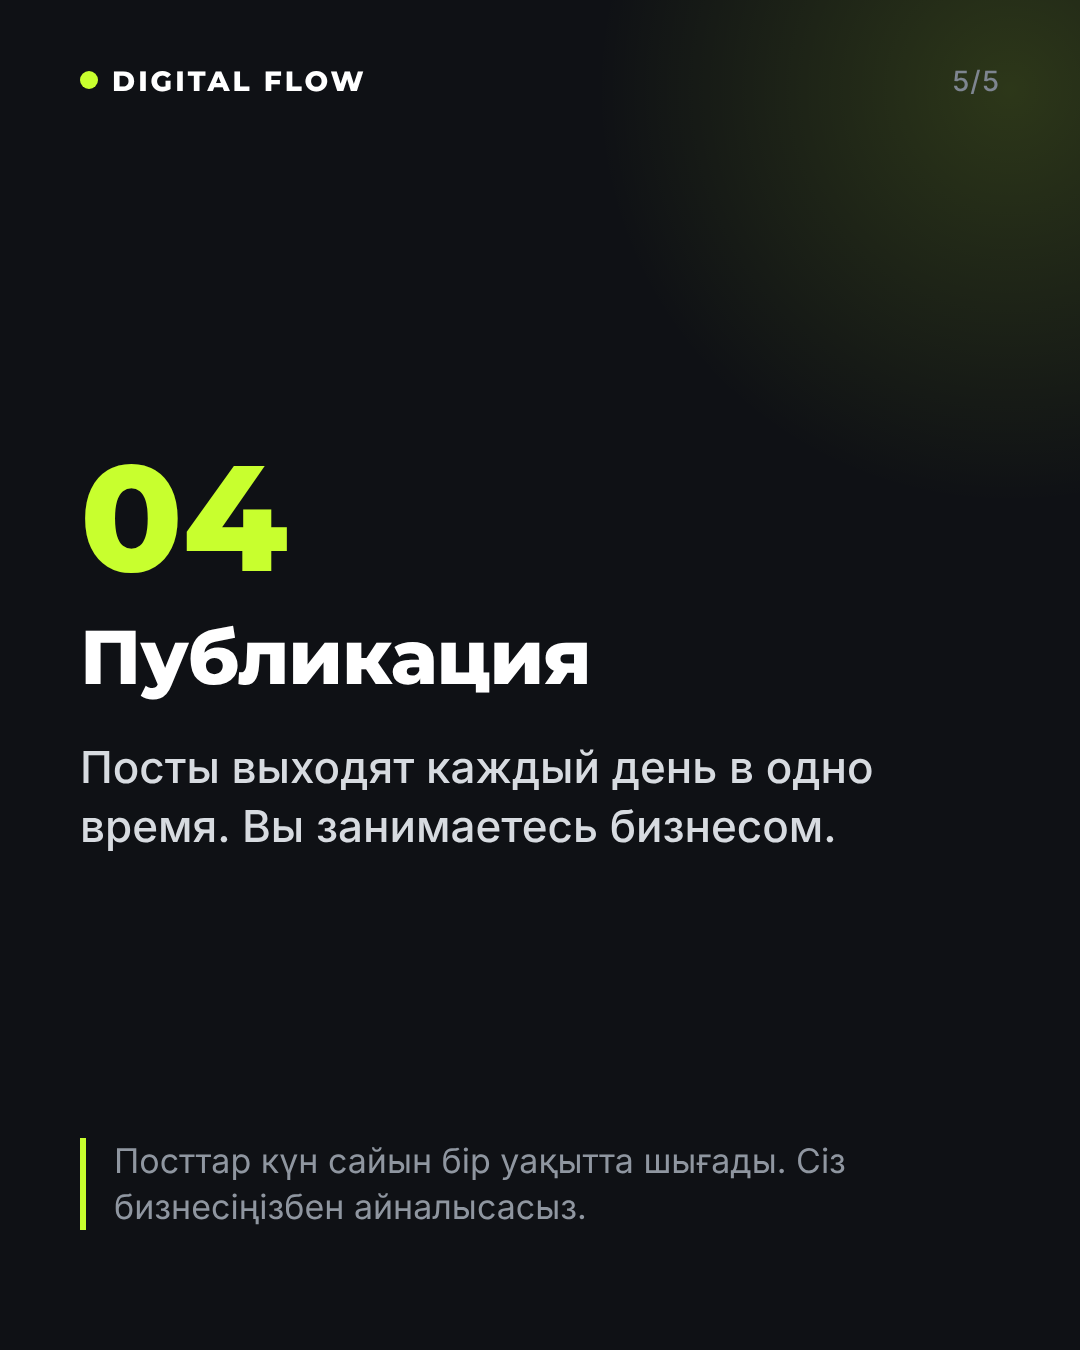 DIGITAL FLOW
5/5
04
Публикация
Посты выходят каждый день в одно
время. Вы занимаетесь бизнесом.
Посттар күн сайын бір уақытта шығады. Сіз
бизнесіңізбен айналысасыз.